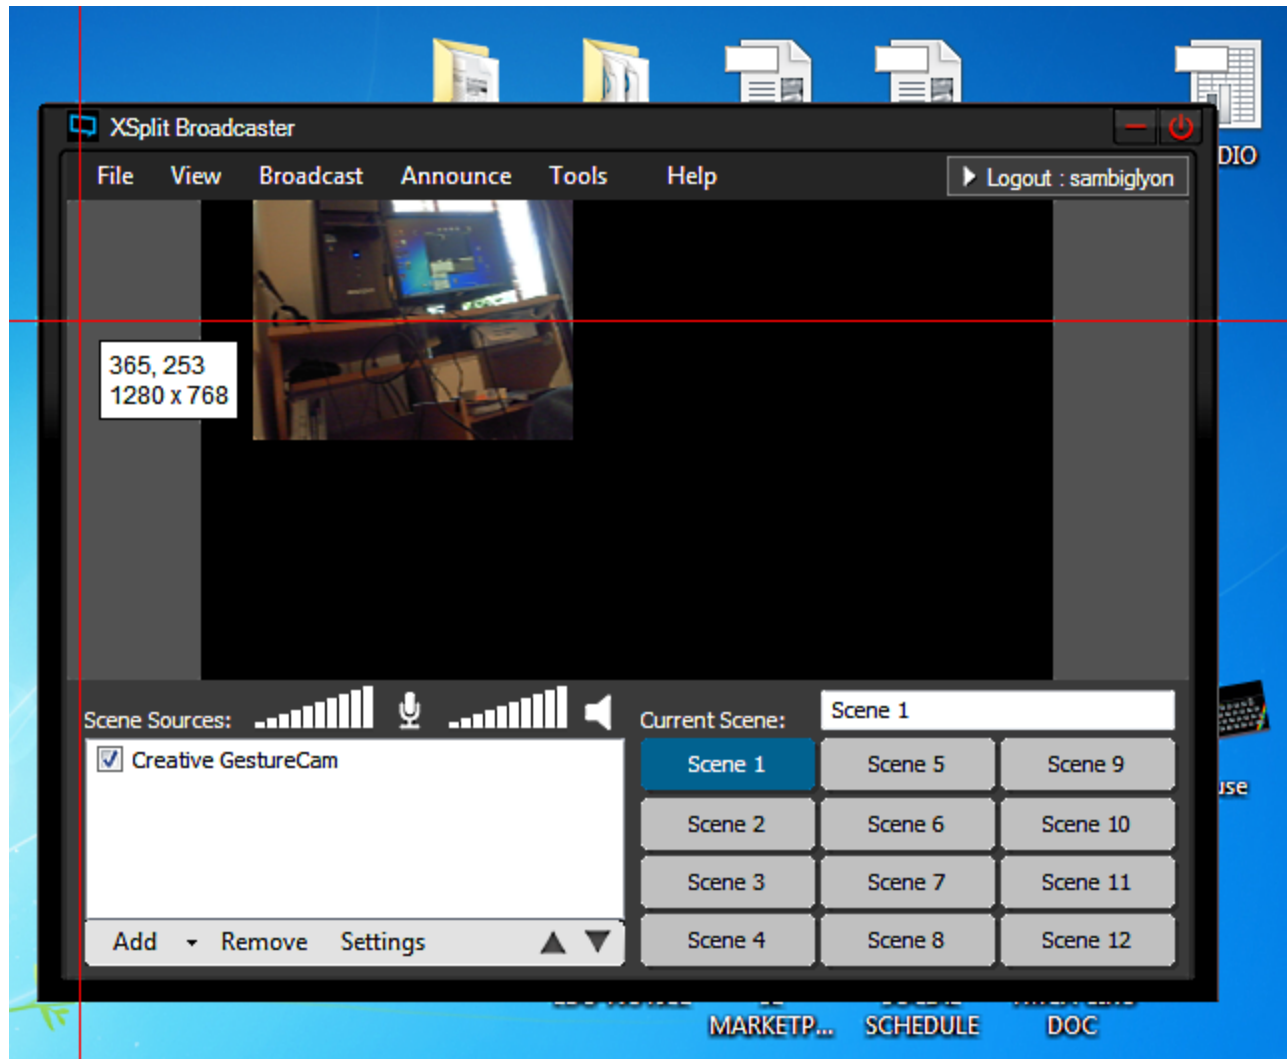 XSplit Broadcaster
DIO
File View Broadcast Announce Tools Help Logout : sambiglyon
365, 253
1280 x 768
Scene Sources: Current Scene: Scene 1
Creative GestureCam
Scene 1 Scene 5 Scene 9
use
Scene 2 Scene 6 Scene 10
Scene 3 Scene 7 Scene 11
Add Remove Settings
Scene 4 Scene 8 Scene 12
MARKETP... SCHEDULE DOC